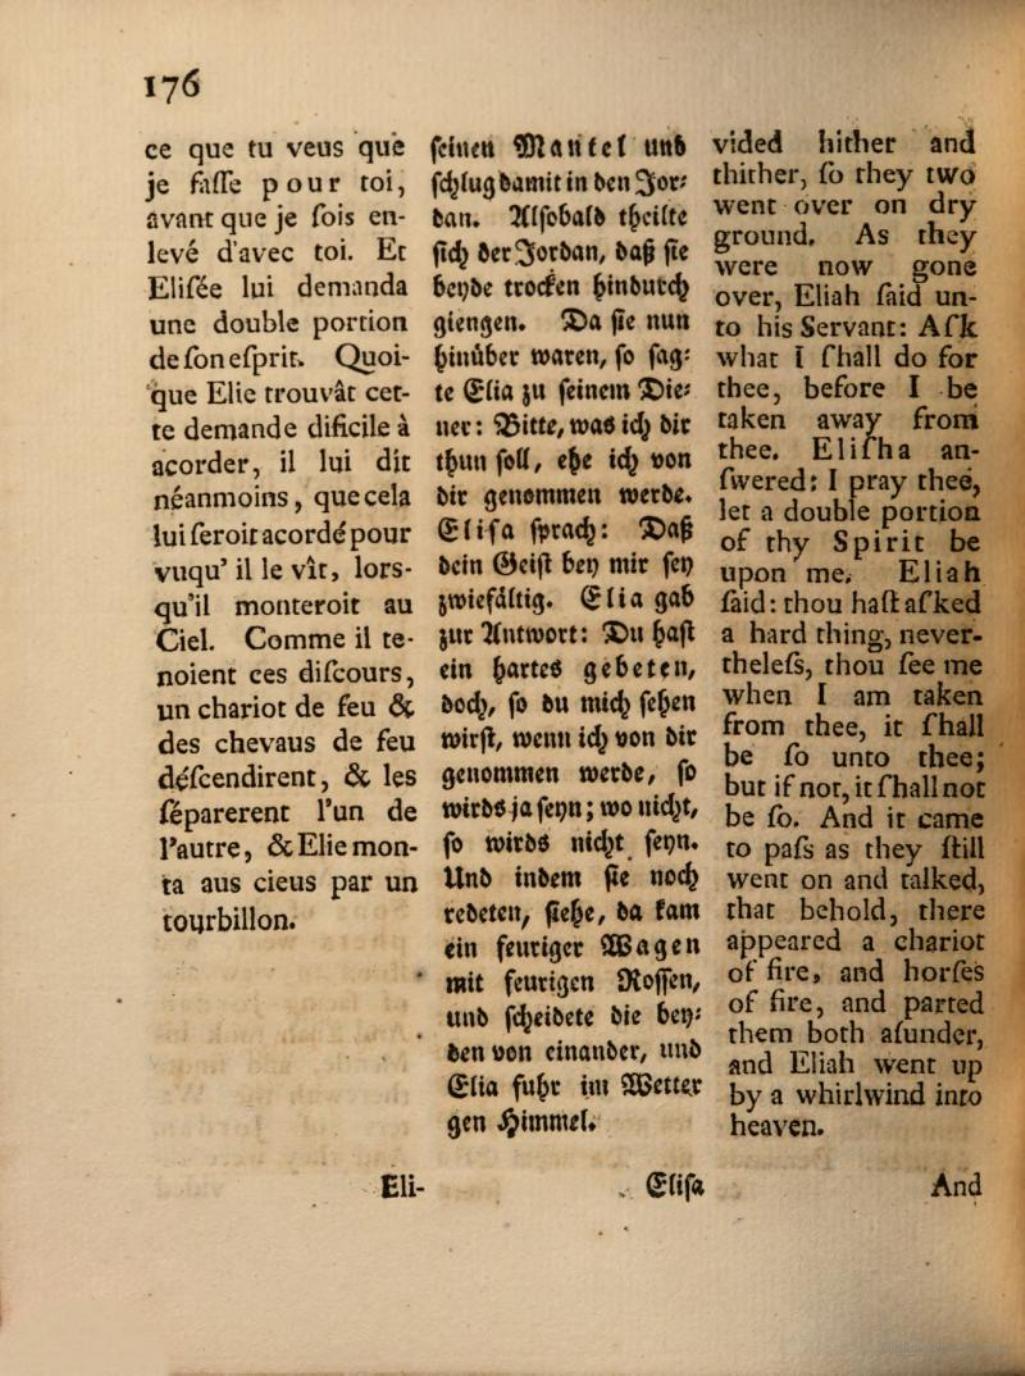 176
ce que tu veus que
je faſſe pour toi,
avant que je ſois en-
levé d'avec toi. Et
Eliſée lui demanda
une double portion
de ſon eſprit. Quoi-
que Elie trouvât cet-
te demande dificile à
acorder, il lui dit
néanmoins, que cela
lui ſeroit acordé pour
vuqu' il le vît, lors-
qu'il monteroit au
Ciel. Comme il te-
noient ces diſcours,
un chariot de feu &
des chevaus de feu
déſcendirent, & les
ſéparerent l'un de
l'autre, & Elie mon-
ta aus cieus par un
tourbillon.
Eli-
ſeinen Mantel und
ſchlug damit in den Jor⸗
dan. Alſobald theilte
ſich der Jordan, daß ſie
beyde trocken hindurch
giengen. Da ſie nun
hinüber waren, ſo ſag⸗
te Elia zu ſeinem Die⸗
ner: Bitte, was ich dir
thun ſoll, ehe ich von
dir genommen werde.
Eliſa ſprach: Daß
dein Geiſt bey mir ſey
zwiefältig. Elia gab
zur Antwort: Du haſt
ein hartes gebeten,
doch, ſo du mich ſehen
wirſt, wenn ich von dir
genommen werde, ſo
wirds ja ſeyn; wo nicht,
ſo wirds nicht ſeyn.
Und indem ſie noch
redeten, ſiehe, da kam
ein feuriger Wagen
mit feurigen Roſſen,
und ſcheidete die bey⸗
den von einander, und
Elia fuhr im Wetter
gen Himmel.
Eliſa
vided hither and
thither, ſo they two
went over on dry
ground. As they
were now gone
over, Eliah ſaid un-
to his Servant: Aſk
what I ſhall do for
thee, before I be
taken away from
thee. Eliſha an-
ſwered: I pray thee,
let a double portion
of thy Spirit be
upon me. Eliah
ſaid: thou haſt aſked
a hard thing, never-
theleſs, thou ſee me
when I am taken
from thee, it ſhall
be ſo unto thee;
but if not, it ſhall not
be ſo. And it came
to paſs as they ſtill
went on and talked,
that behold, there
appeared a chariot
of fire, and horſes
of fire, and parted
them both aſunder,
and Eliah went up
by a whirlwind into
heaven.
And